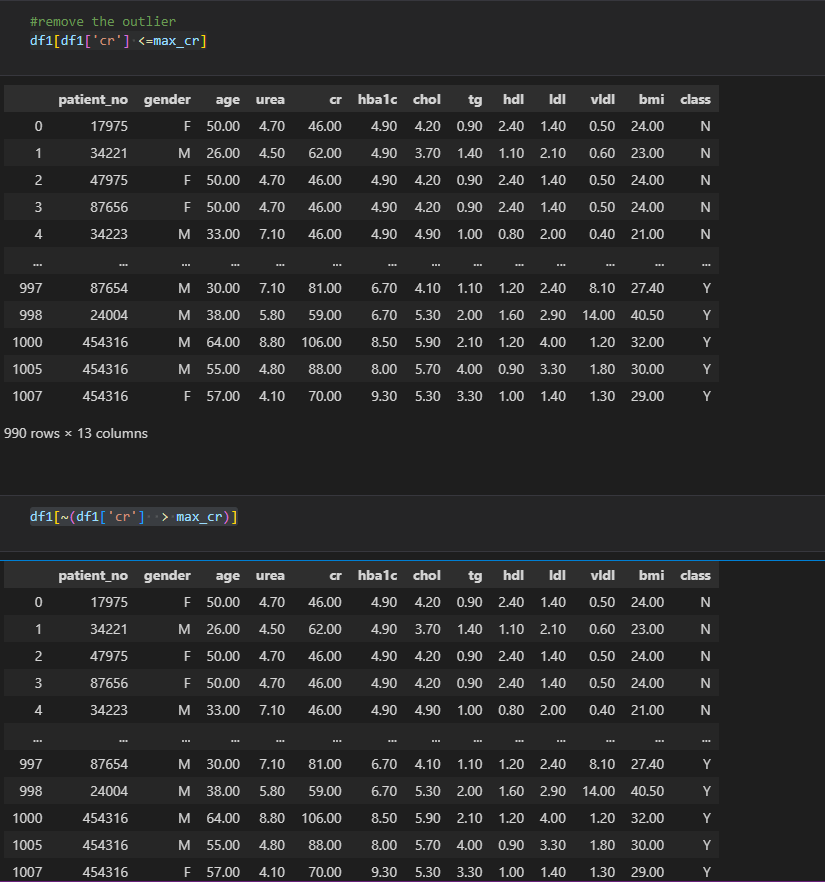 #remove the outlier
df1[df1['cr'] <=max_cr]
patient_no gender age urea cr hba1c chol tg hdl ldl vldl bmi class
0 17975 F 50.00 4.70 46.00 4.90 4.20 0.90 2.40 1.40 0.50 24.00 N
1 34221 M 26.00 4.50 62.00 4.90 3.70 1.40 1.10 2.10 0.60 23.00 N
2 47975 F 50.00 4.70 46.00 4.90 4.20 0.90 2.40 1.40 0.50 24.00 N
3 87656 F 50.00 4.70 46.00 4.90 4.20 0.90 2.40 1.40 0.50 24.00 N
4 34223 M 33.00 7.10 46.00 4.90 4.90 1.00 0.80 2.00 0.40 21.00 N
... ... ... ... ... ... ... ... ... ... ... ... ... ...
997 87654 M 30.00 7.10 81.00 6.70 4.10 1.10 1.20 2.40 8.10 27.40 Y
998 24004 M 38.00 5.80 59.00 6.70 5.30 2.00 1.60 2.90 14.00 40.50 Y
1000 454316 M 64.00 8.80 106.00 8.50 5.90 2.10 1.20 4.00 1.20 32.00 Y
1005 454316 M 55.00 4.80 88.00 8.00 5.70 4.00 0.90 3.30 1.80 30.00 Y
1007 454316 F 57.00 4.10 70.00 9.30 5.30 3.30 1.00 1.40 1.30 29.00 Y
990 rows × 13 columns
df1[~(df1['cr']  > max_cr)]
patient_no gender age urea cr hba1c chol tg hdl ldl vldl bmi class
0 17975 F 50.00 4.70 46.00 4.90 4.20 0.90 2.40 1.40 0.50 24.00 N
1 34221 M 26.00 4.50 62.00 4.90 3.70 1.40 1.10 2.10 0.60 23.00 N
2 47975 F 50.00 4.70 46.00 4.90 4.20 0.90 2.40 1.40 0.50 24.00 N
3 87656 F 50.00 4.70 46.00 4.90 4.20 0.90 2.40 1.40 0.50 24.00 N
4 34223 M 33.00 7.10 46.00 4.90 4.90 1.00 0.80 2.00 0.40 21.00 N
... ... ... ... ... ... ... ... ... ... ... ... ... ...
997 87654 M 30.00 7.10 81.00 6.70 4.10 1.10 1.20 2.40 8.10 27.40 Y
998 24004 M 38.00 5.80 59.00 6.70 5.30 2.00 1.60 2.90 14.00 40.50 Y
1000 454316 M 64.00 8.80 106.00 8.50 5.90 2.10 1.20 4.00 1.20 32.00 Y
1005 454316 M 55.00 4.80 88.00 8.00 5.70 4.00 0.90 3.30 1.80 30.00 Y
1007 454316 F 57.00 4.10 70.00 9.30 5.30 3.30 1.00 1.40 1.30 29.00 Y